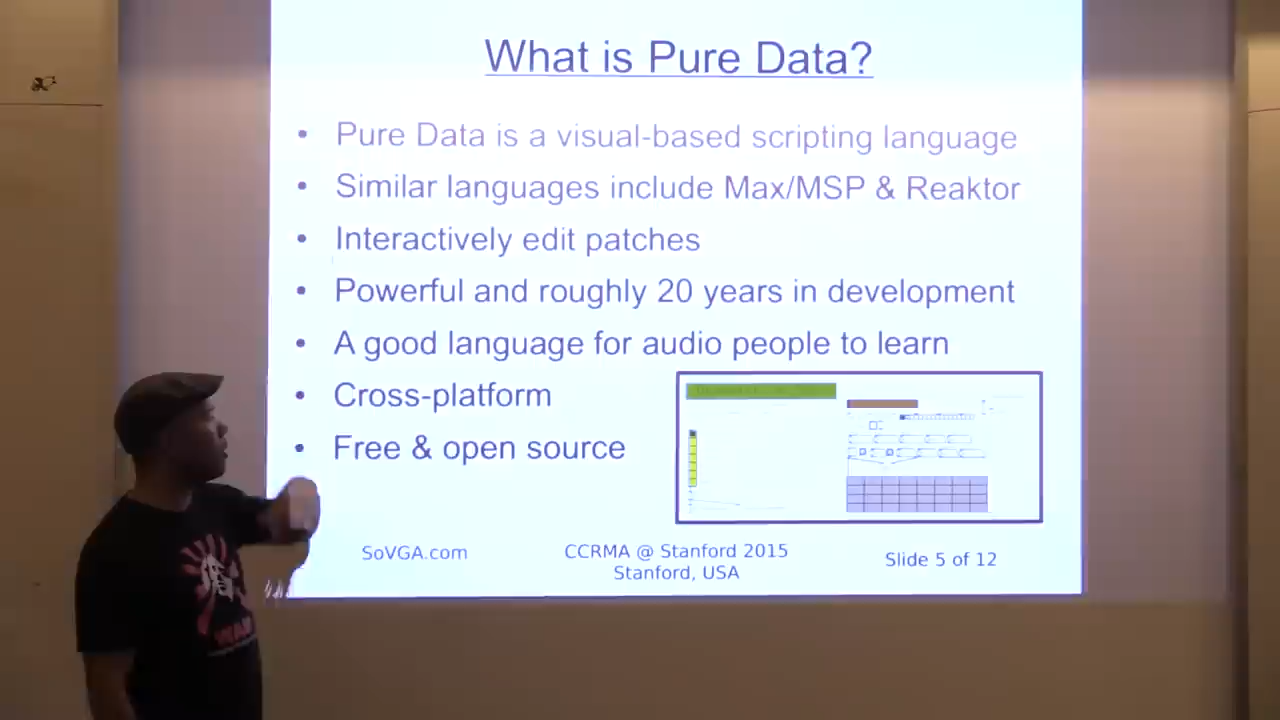 What is Pure Data?
• Pure Data is a visual-based scripting language
• Similar languages include Max/MSP & Reaktor
• Interactively edit patches
• Powerful and roughly 20 years in development
• A good language for audio people to learn
• Cross-platform
• Free & open source
SoVGA.com
CCRMA @ Stanford 2015
Stanford, USA
Slide 5 of 12